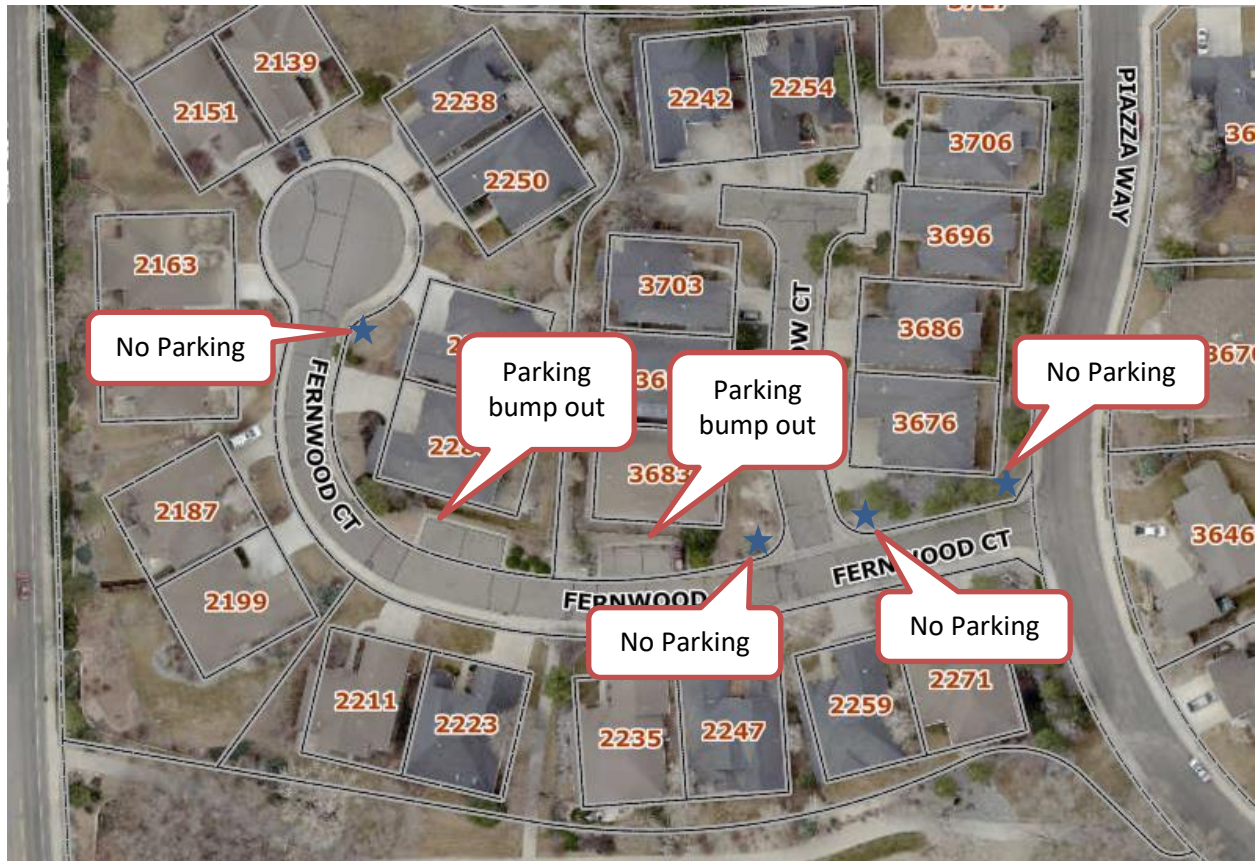 2139
2151
2238
2242
2254
PIAZZA WAY
3706
2250
3696
2163
3703
No Parking
3686
Parking
bump out
Parking
bump out
No Parking
FERNWOOD CT
3676
3683
2187
3646
FERNWOOD CT
2199
FERNWOOD
No Parking
No Parking
2211
2223
2235
2247
2259
2271